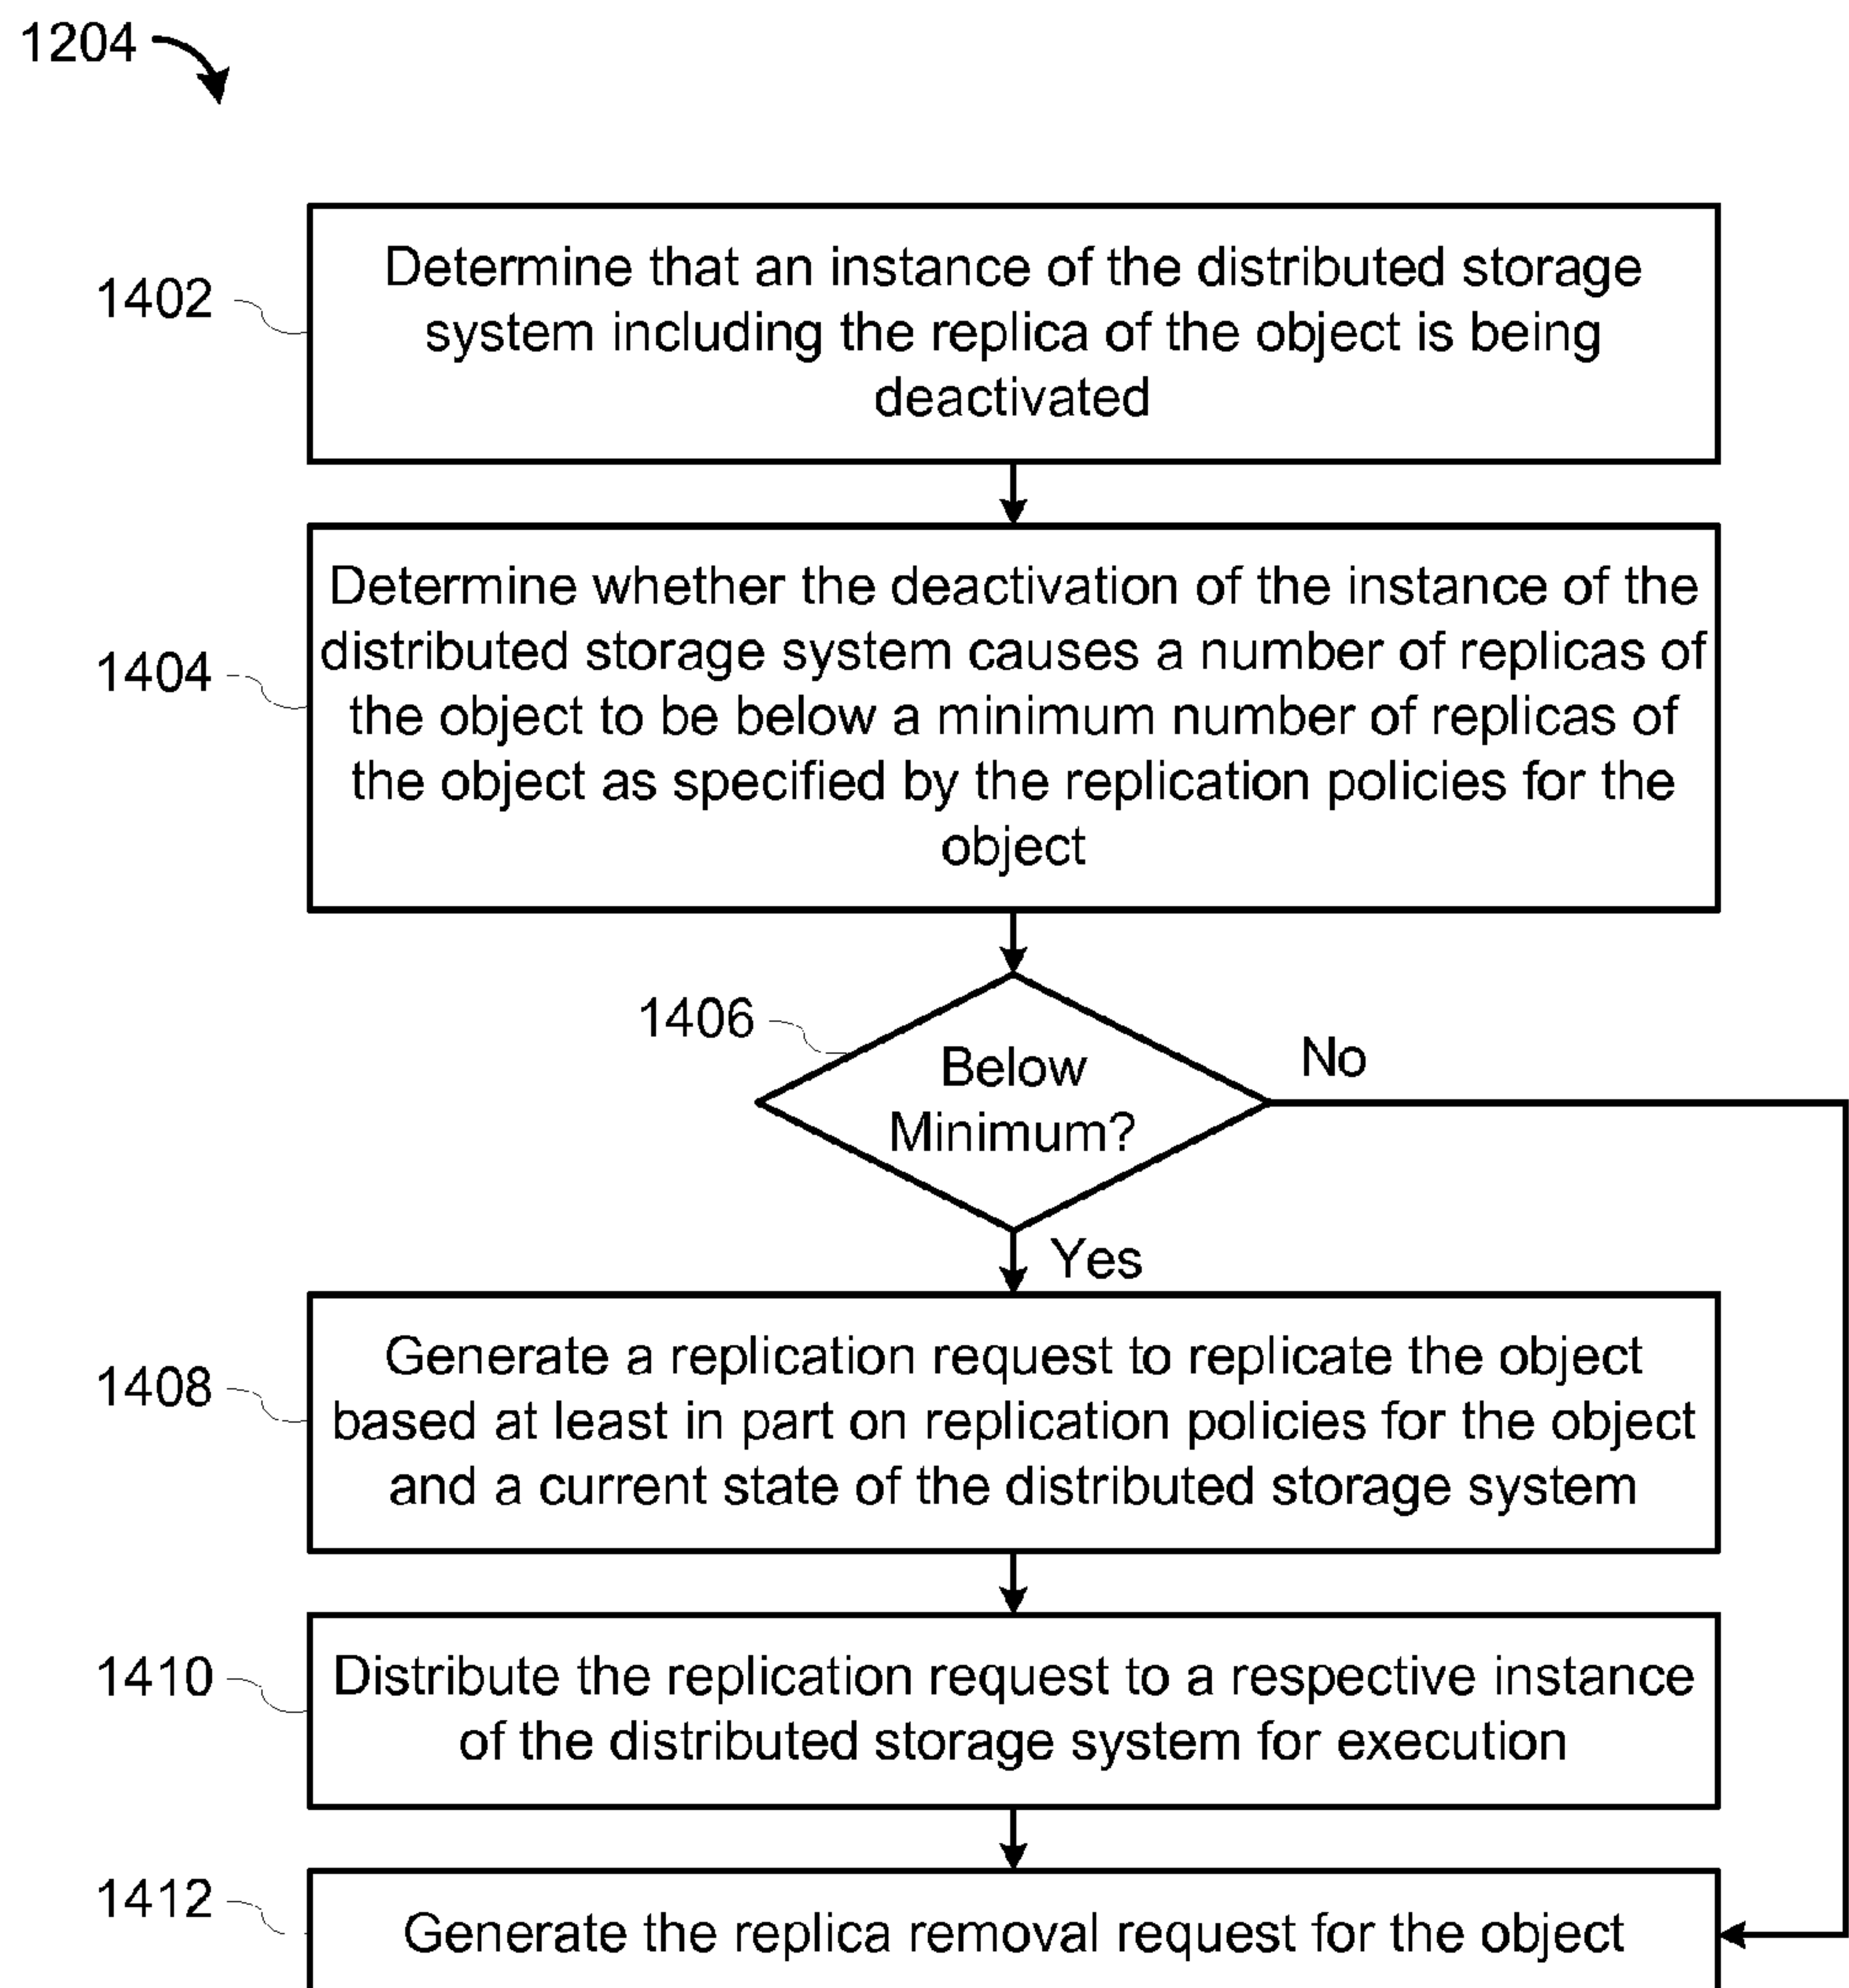 1204
1402
Determine that an instance of the distributed storage
system including the replica of the object is being
deactivated
1404
Determine whether the deactivation of the instance of the
distributed storage system causes a number of replicas of
the object to be below a minimum number of replicas of
the object as specified by the replication policies for the
object
1406
Below
Minimum?
No
Yes
1408
Generate a replication request to replicate the object
based at least in part on replication policies for the object
and a current state of the distributed storage system
1410
Distribute the replication request to a respective instance
of the distributed storage system for execution
1412
Generate the replica removal request for the object